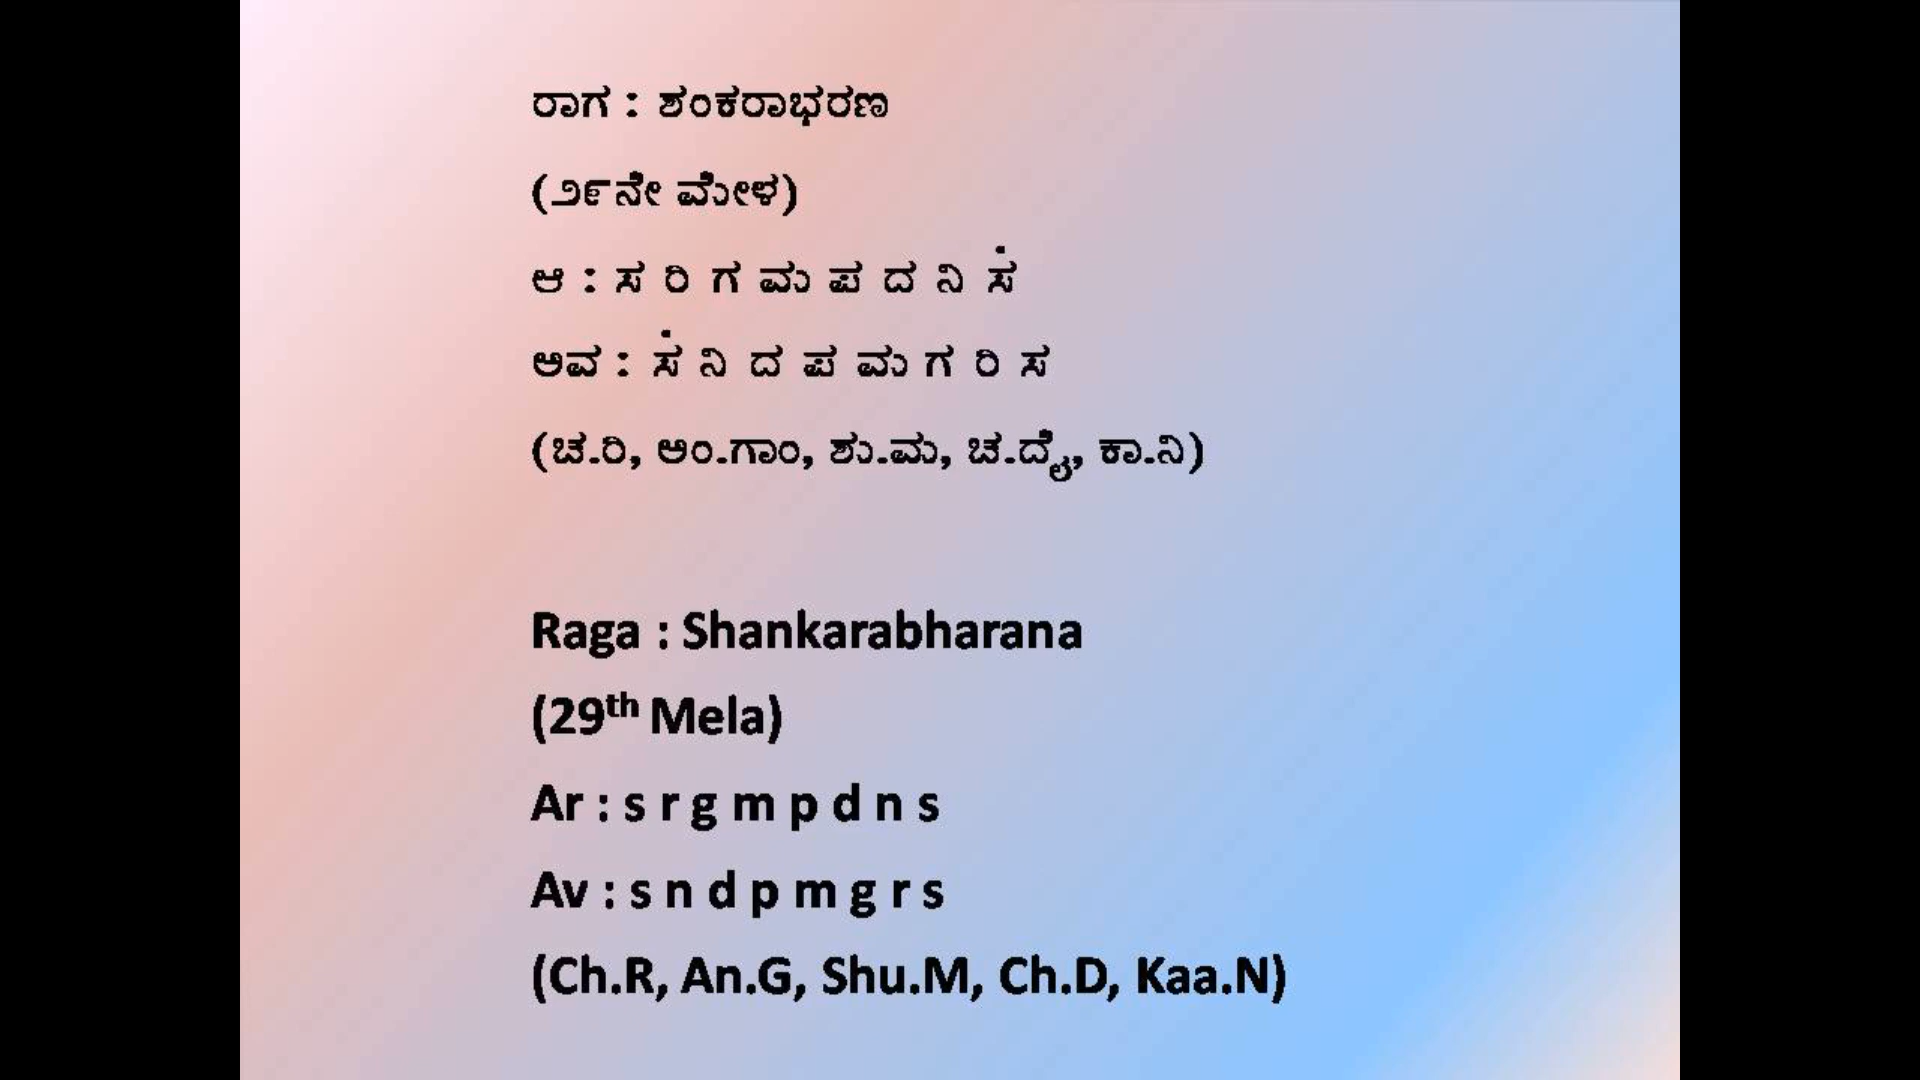 ರಾಗ : ಶಂಕರಾಭರಣ
(೨೯ನೇ ಮೇಳ)
ಆ : ಸ ರಿ ಗ ಮ ಪ ದ ನಿ ಸ̇
ಅವ : ಸ̇ ನಿ ದ ಪ ಮ ಗ ರಿ ಸ
(ಚ.ರಿ, ಅಂ.ಗಾಂ, ಶು.ಮ, ಚ.ದೈ, ಕಾ.ನಿ)
Raga : Shankarabharana
(29th Mela)
Ar : s r g m p d n s
Av : s n d p m g r s
(Ch.R, An.G, Shu.M, Ch.D, Kaa.N)